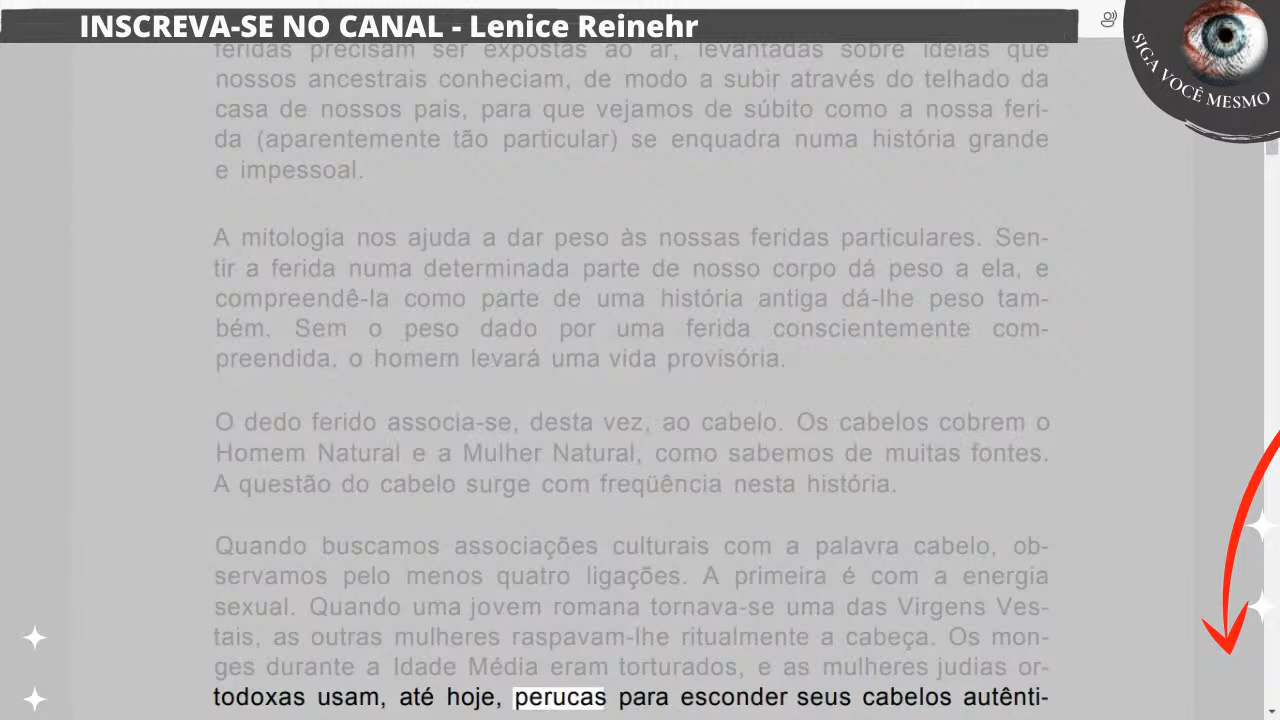 INSCREVA-SE NO CANAL - Lenice Reinehr
SIGA VOCÊ MESMO
feridas precisam ser expostas ao ar, levantadas sobre idéias que
nossos ancestrais conheciam, de modo a subir através do telhado da
casa de nossos pais, para que vejamos de súbito como a nossa feri-
da (aparentemente tão particular) se enquadra numa história grande
e impessoal.
A mitologia nos ajuda a dar peso às nossas feridas particulares. Sen-
tir a ferida numa determinada parte de nosso corpo dá peso a ela, e
compreendê-la como parte de uma história antiga dá-lhe peso tam-
bém. Sem o peso dado por uma ferida conscientemente com-
preendida, o homem levará uma vida provisória.
O dedo ferido associa-se, desta vez, ao cabelo. Os cabelos cobrem o
Homem Natural e a Mulher Natural, como sabemos de muitas fontes.
A questão do cabelo surge com freqüência nesta história.
Quando buscamos associações culturais com a palavra cabelo, ob-
servamos pelo menos quatro ligações. A primeira é com a energia
sexual. Quando uma jovem romana tornava-se uma das Virgens Ves-
tais, as outras mulheres raspavam-lhe ritualmente a cabeça. Os mon-
ges durante a Idade Média eram torturados, e as mulheres judias or-
todoxas usam, até hoje, perucas para esconder seus cabelos autênti-